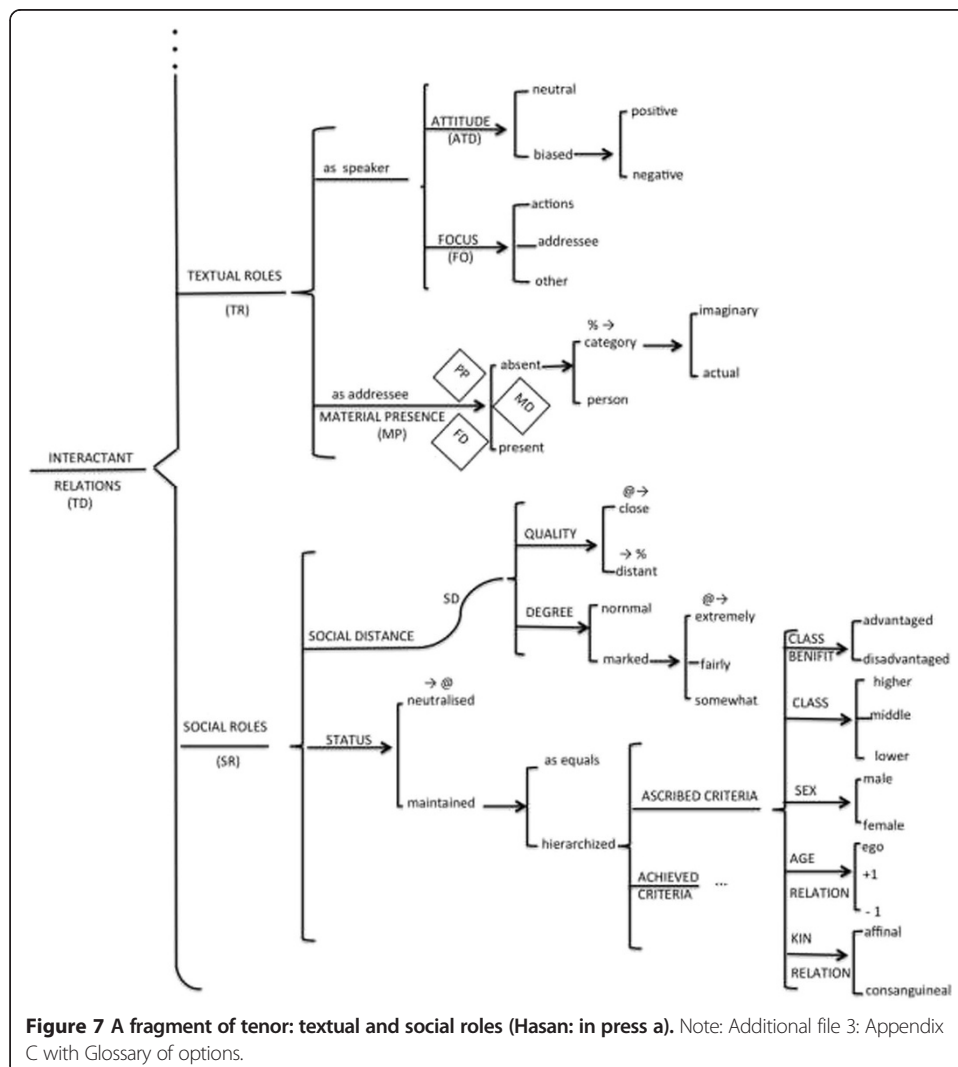 neutral
ATTITUDE
(ATD)
positive
biased
negative
as speaker
actions
FOCUS
(FO)
addressee
other
TEXTUAL ROLES
(TR)
% →
category
imaginary
actual
absent
person
PP
MD
FD
as addressee
MATERIAL PRESENCE
(MP)
present
INTERACTANT
RELATIONS
(TD)
@ →
close
QUALITY
→ %
distant
SD
SOCIAL DISTANCE
DEGREE
nornmal
@ →
extremely
marked
fairly
somewhat
→ @
neutralised
SOCIAL ROLES
(SR)
STATUS
maintained
as equals
hierarchized
ASCRIBED CRITERIA
ACHIEVED
CRITERIA
...
CLASS
BENIFIT
advantaged
disadvantaged
CLASS
higher
middle
lower
SEX
male
female
AGE
RELATION
ego
+1
- 1
KIN
RELATION
affinal
consanguineal
Figure 7 A fragment of tenor: textual and social roles (Hasan: in press a). Note: Additional file 3: Appendix
C with Glossary of options.